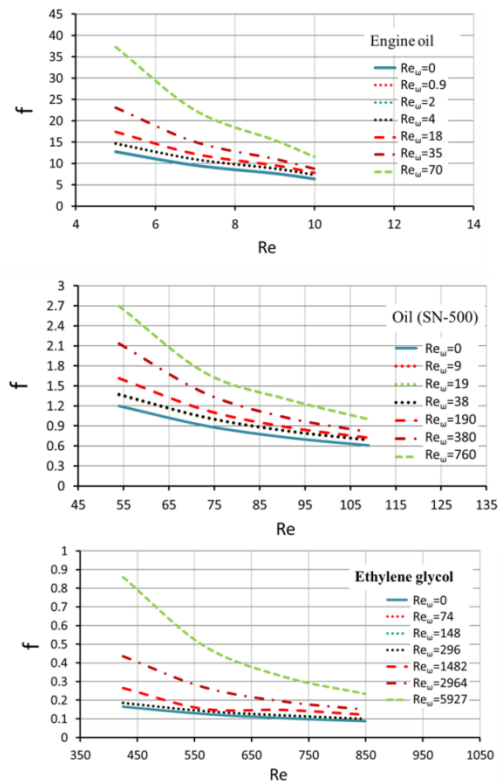 45
40
35
30
25
20
15
10
5
0
f
4 6 8 10 12 14
Re
Engine oil
Reω=0
Reω=0.9
Reω=2
Reω=4
Reω=18
Reω=35
Reω=70
3
2.7
2.4
2.1
1.8
1.5
1.2
0.9
0.6
0.3
0
f
45 55 65 75 85 95 105 115 125 135
Re
Oil (SN-500)
Reω=0
Reω=9
Reω=19
Reω=38
Reω=190
Reω=380
Reω=760
1
0.9
0.8
0.7
0.6
0.5
0.4
0.3
0.2
0.1
0
f
350 450 550 650 750 850 950 1050
Re
Ethylene glycol
Reω=0
Reω=74
Reω=148
Reω=296
Reω=1482
Reω=2964
Reω=5927